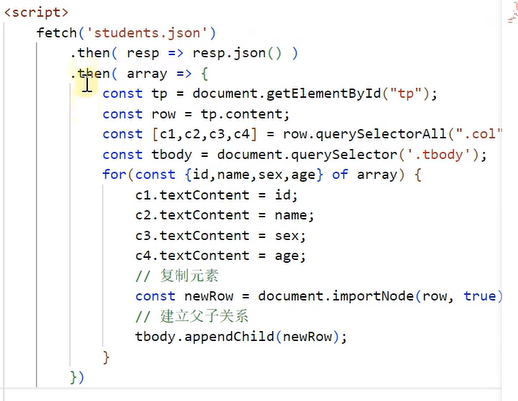 <script>
fetch('students.json')
.then( resp => resp.json() )
.then( array => {
const tp = document.getElementById("tp");
const row = tp.content;
const [c1,c2,c3,c4] = row.querySelectorAll(".col"
const tbody = document.querySelector('.tbody');
for(const {id,name,sex,age} of array) {
c1.textContent = id;
c2.textContent = name;
c3.textContent = sex;
c4.textContent = age;
// 复制元素
const newRow = document.importNode(row, true)
// 建立父子关系
tbody.appendChild(newRow);
}
})